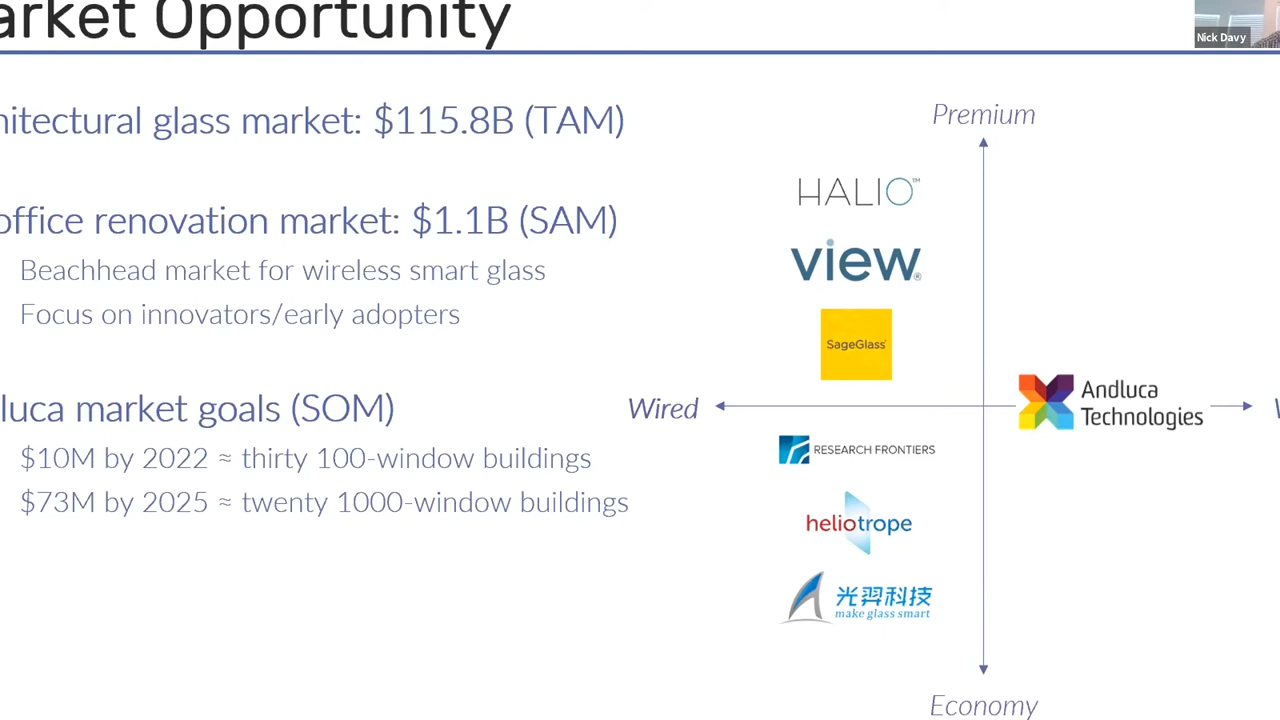 arket Opportunity
Nick Davy
hitectural glass market: $115.8B (TAM)
office renovation market: $1.1B (SAM)
Beachhead market for wireless smart glass
Focus on innovators/early adopters
luca market goals (SOM)
$10M by 2022 ≈ thirty 100-window buildings
$73M by 2025 ≈ twenty 1000-window buildings
Premium
HALIO™
view®
SageGlass
Wired
Andluca
Technologies
RESEARCH FRONTIERS
heliotrope
光羿科技
make glass smart
Economy